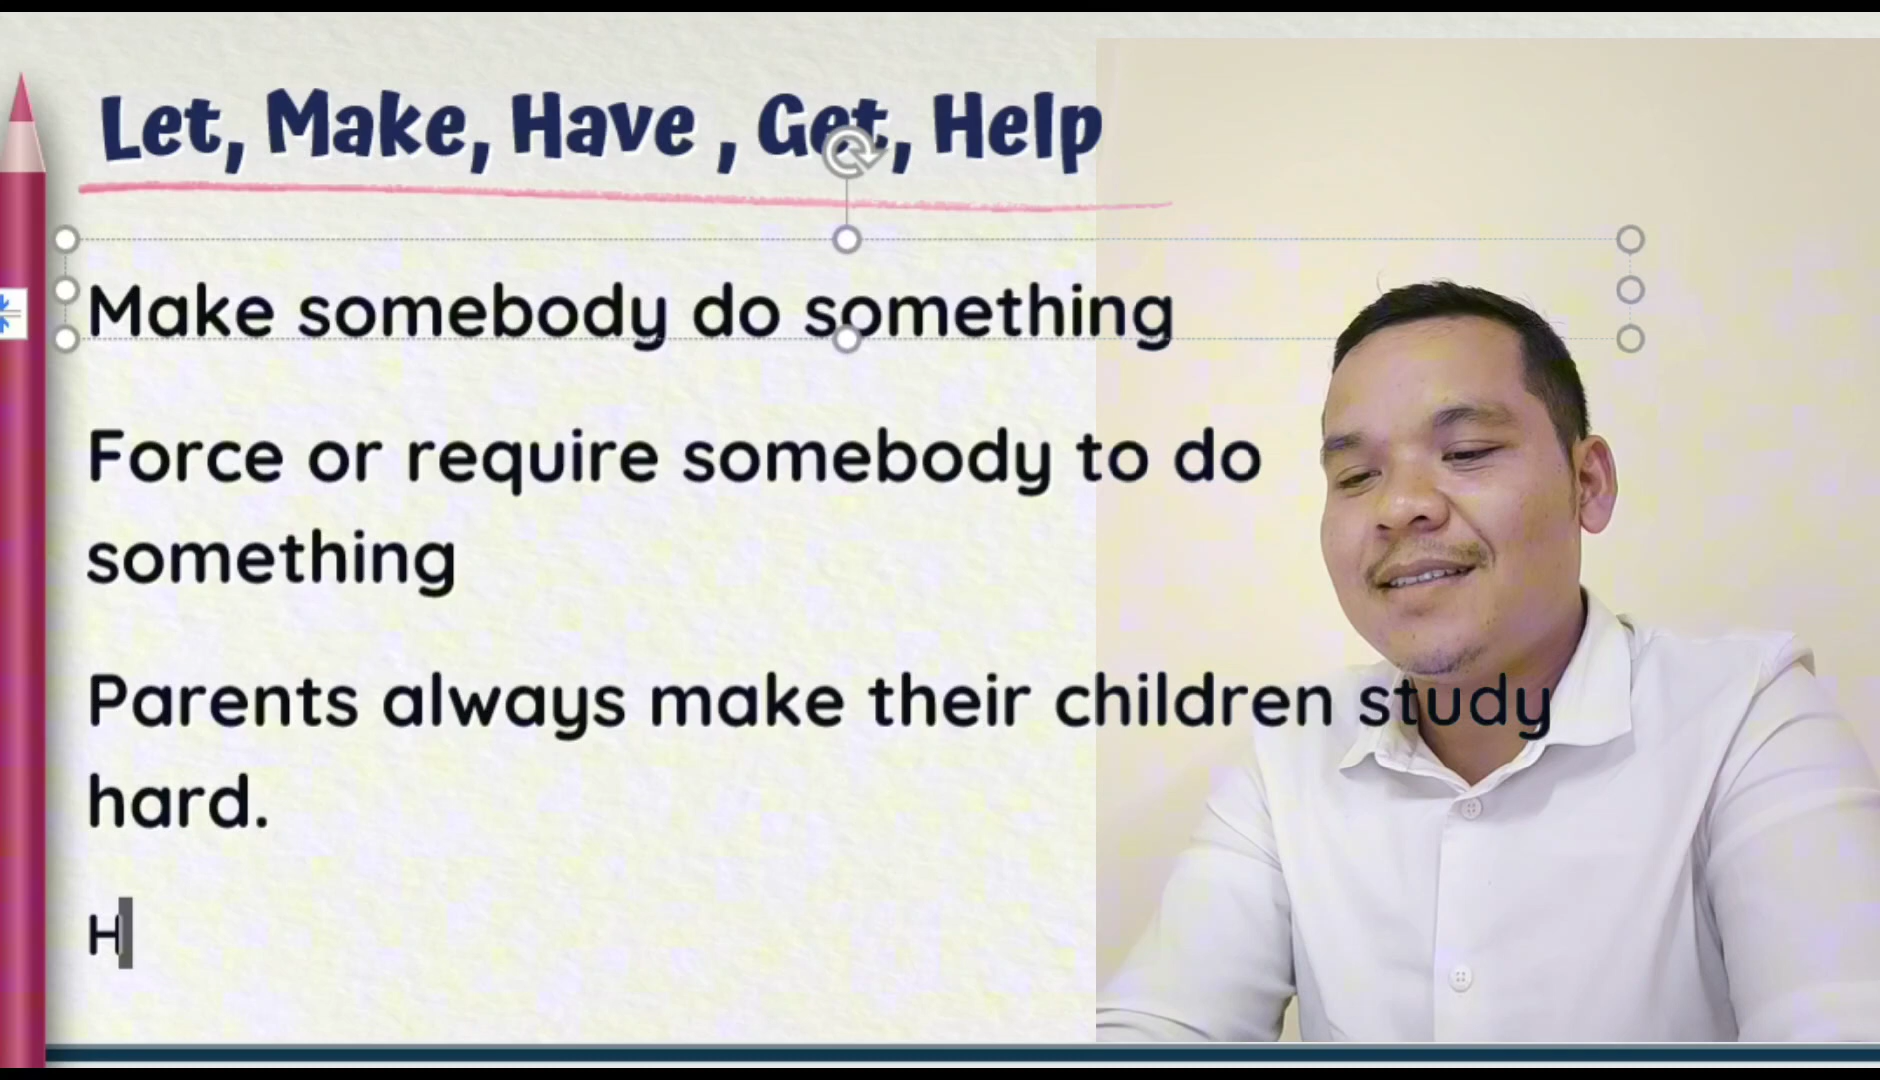 Let, Make, Have , Get, Help
Make somebody do something
Force or require somebody to do
something
Parents always make their children study
hard.
H